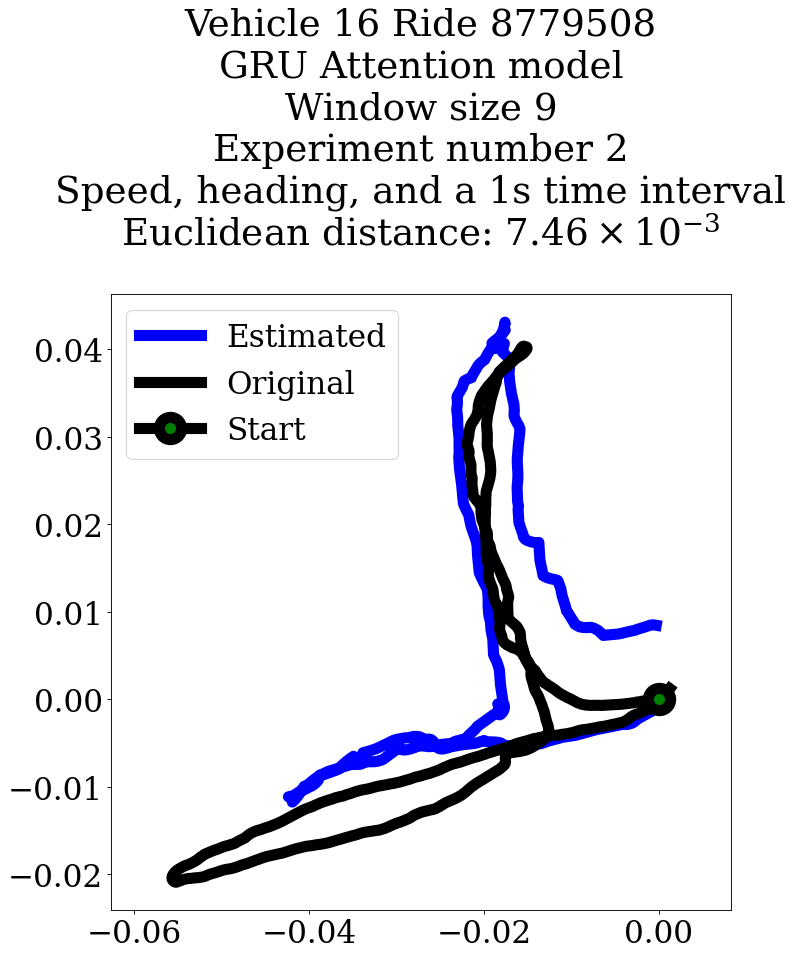 Vehicle 16 Ride 8779508
GRU Attention model
Window size 9
Experiment number 2
Speed, heading, and a 1s time interval
Euclidean distance: 7.46 × 10⁻³
Estimated
Original
Start
0.04
0.03
0.02
0.01
0.00
−0.01
−0.02
−0.06 −0.04 −0.02 0.00